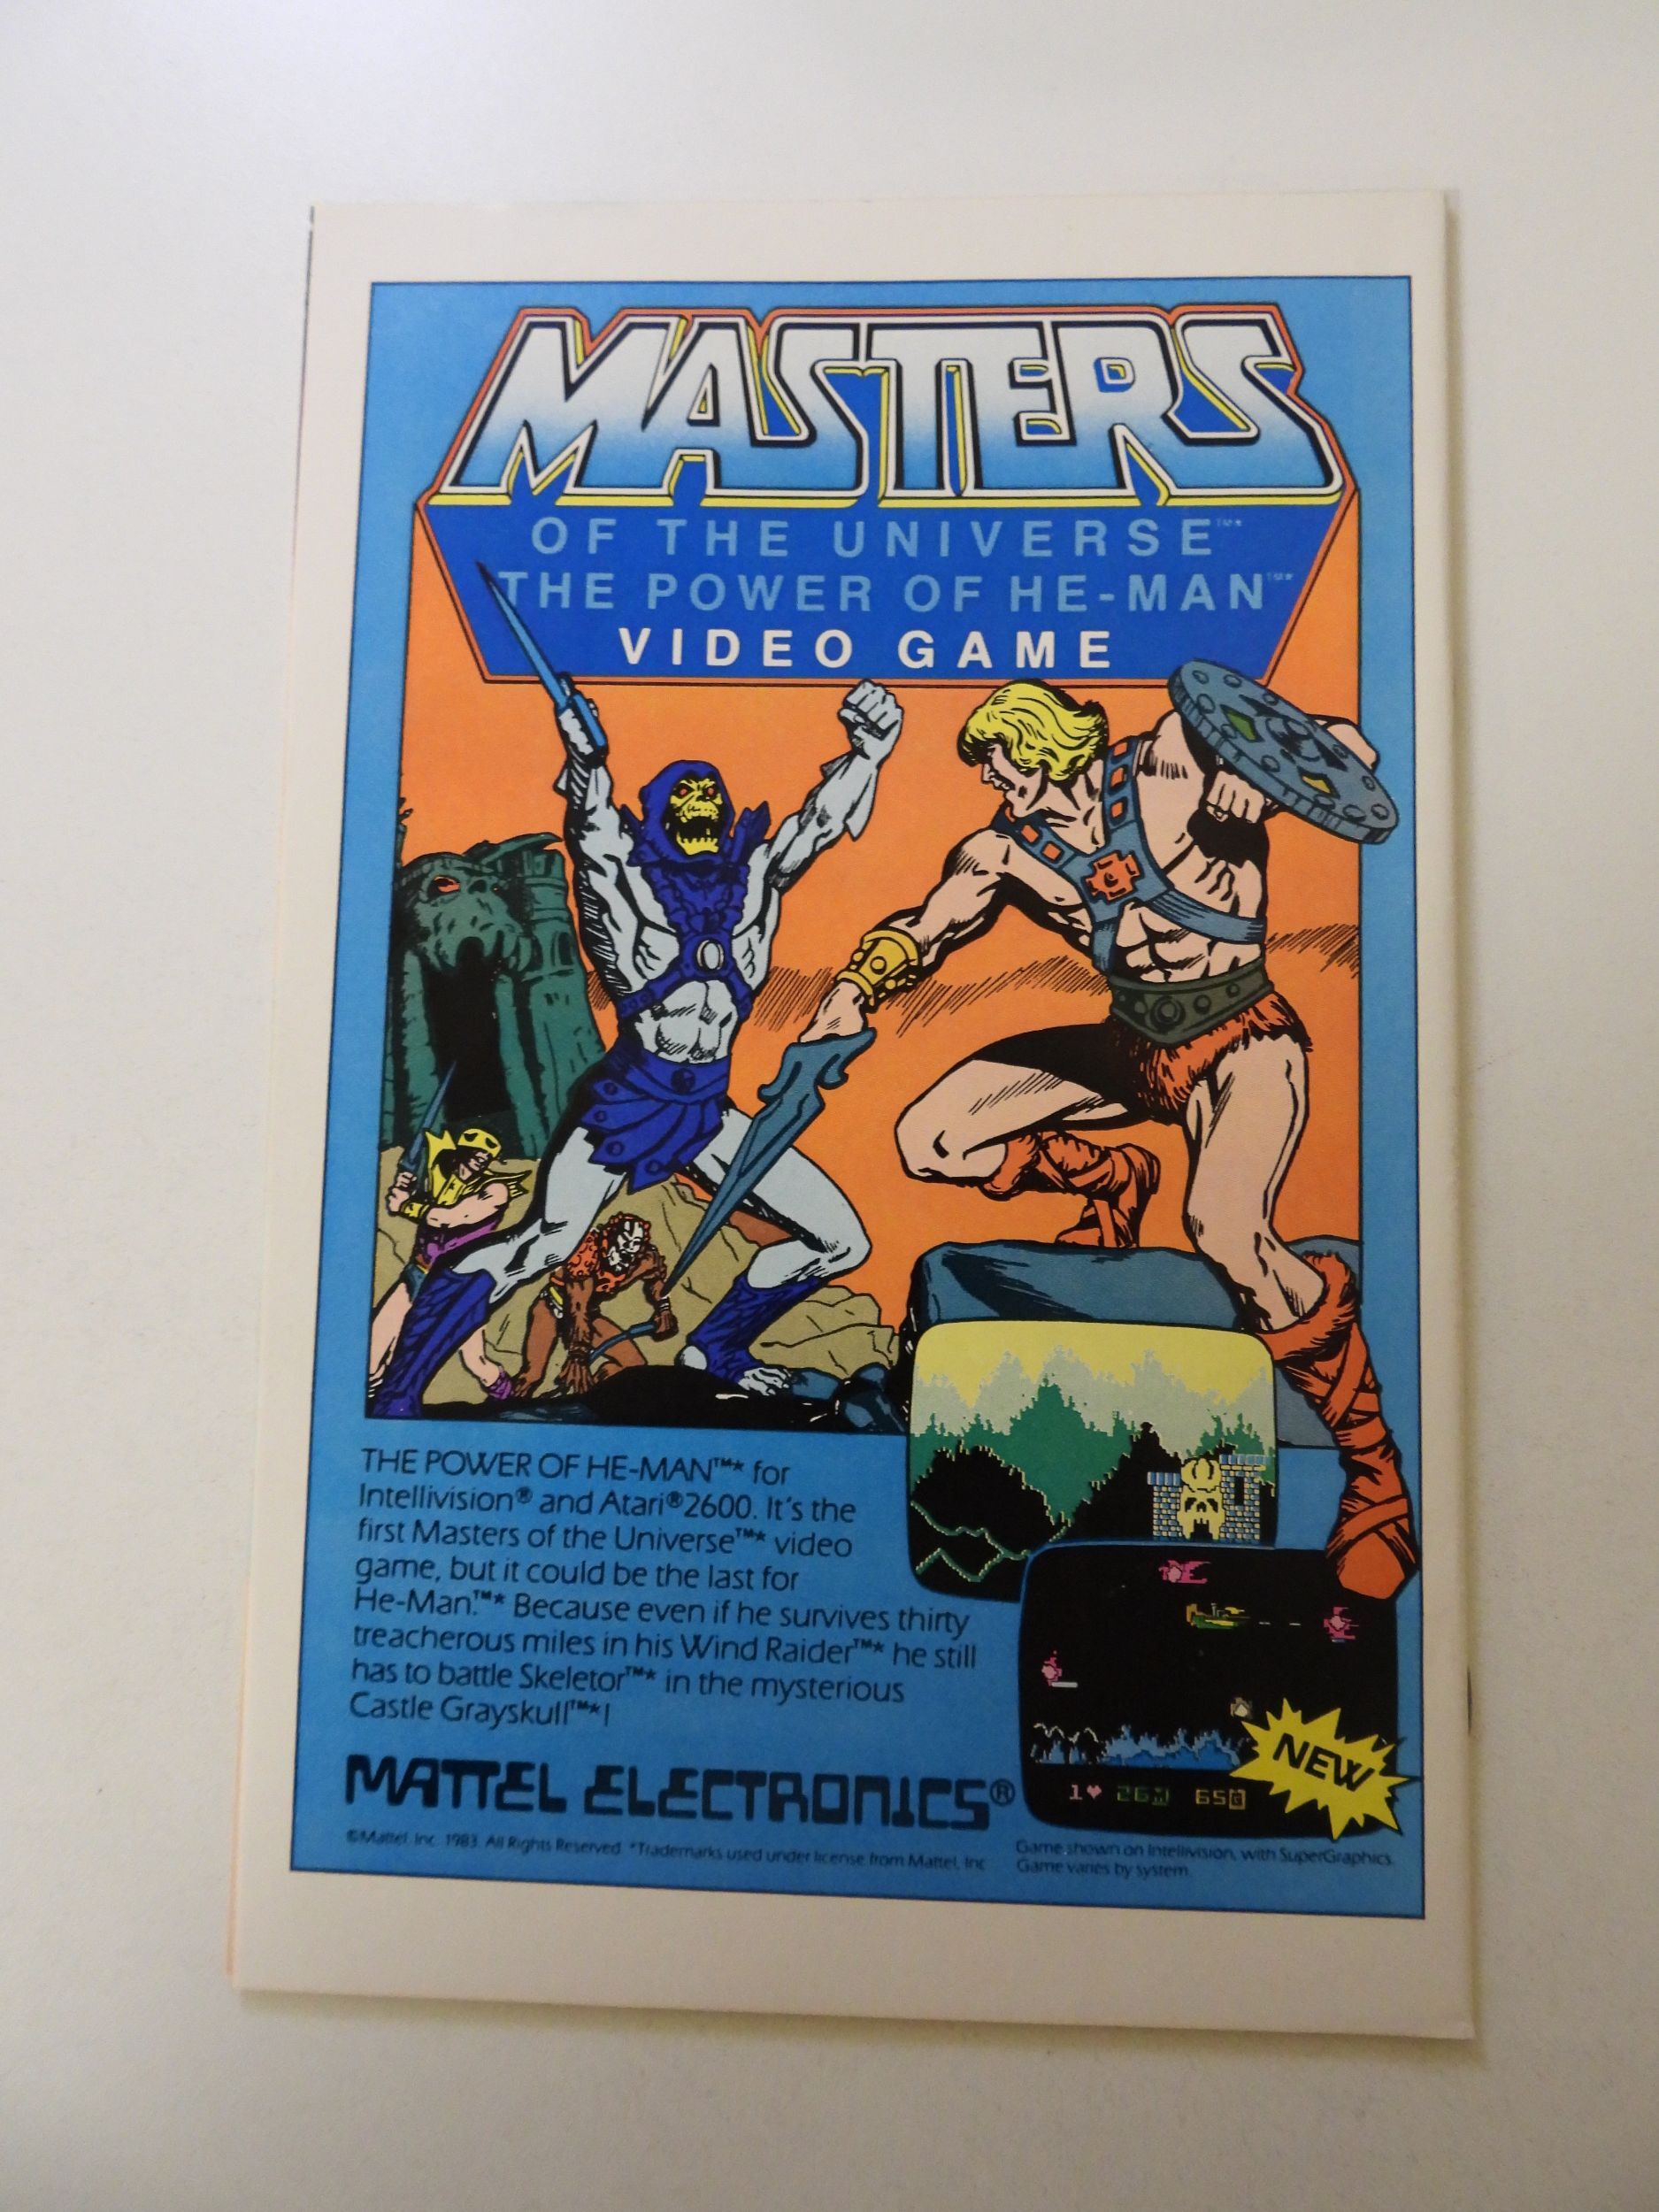 MASTERS
OF THE UNIVERSE™*
THE POWER OF HE-MAN™*
VIDEO GAME
THE POWER OF HE-MAN™* for
Intellivision® and Atari® 2600. It's the
first Masters of the Universe™* video
game, but it could be the last for
He-Man.™* Because even if he survives thirty
treacherous miles in his Wind Raider™* he still
has to battle Skeletor™* in the mysterious
Castle Grayskull™*!
MATTEL ELECTRONICS®
1♥ 26M 65G
NEW
©Mattel, Inc. 1983. All Rights Reserved. *Trademarks used under license from Mattel, Inc.
Game shown on Intellivision, with SuperGraphics.
Game varies by system.